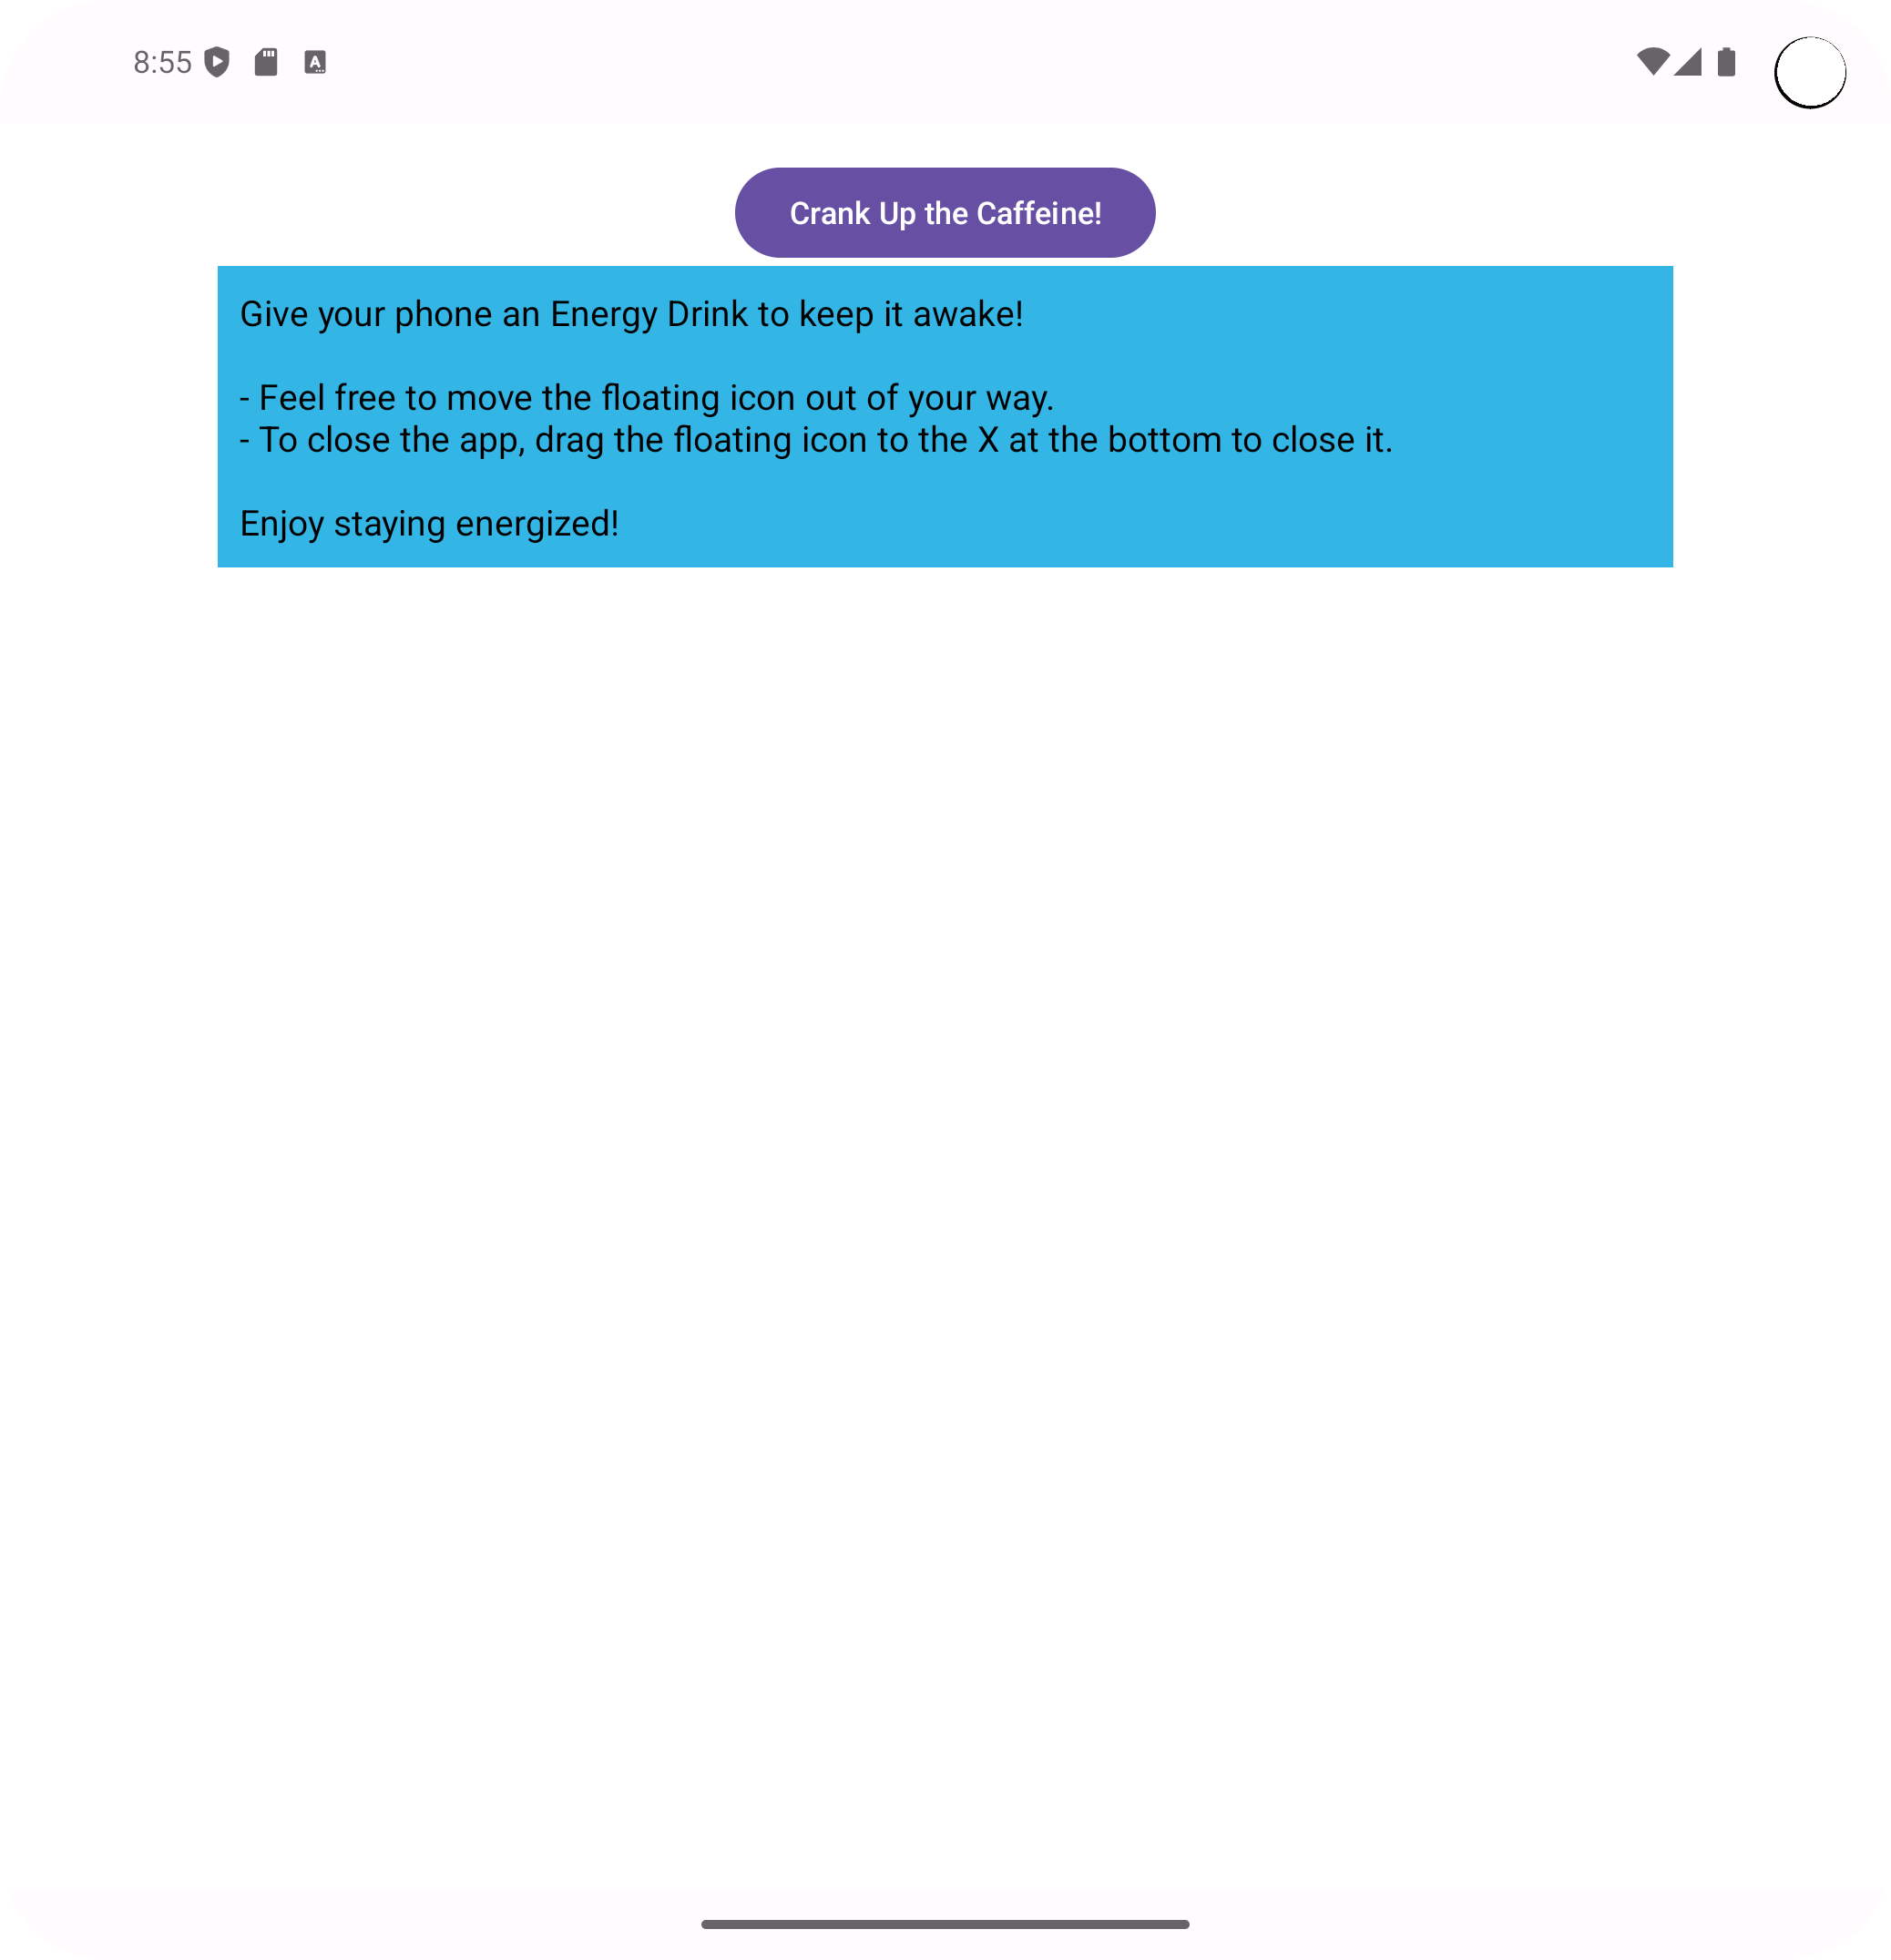 8:55
Crank Up the Caffeine!
Give your phone an Energy Drink to keep it awake!
- Feel free to move the floating icon out of your way.
- To close the app, drag the floating icon to the X at the bottom to close it.
Enjoy staying energized!